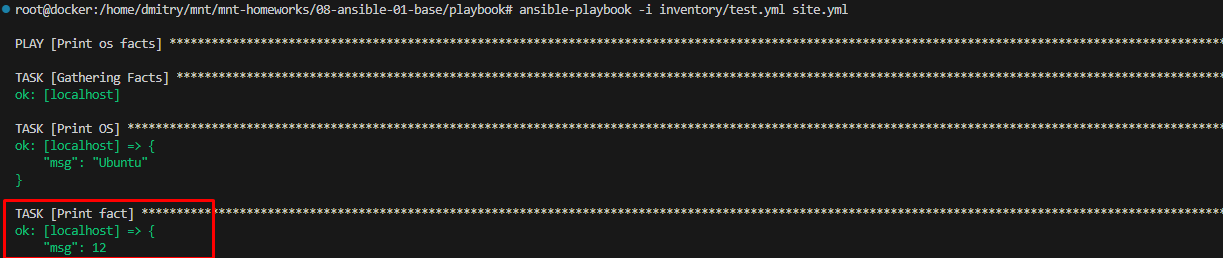 root@docker:/home/dmitry/mnt/mnt-homeworks/08-ansible-01-base/playbook# ansible-playbook -i inventory/test.yml site.yml
PLAY [Print os facts] ****************************************************************************************************************************************************
TASK [Gathering Facts] ***************************************************************************************************************************************************
ok: [localhost]
TASK [Print OS] **********************************************************************************************************************************************************
ok: [localhost] => {
    "msg": "Ubuntu"
}
TASK [Print fact] ********************************************************************************************************************************************************
ok: [localhost] => {
    "msg": 12